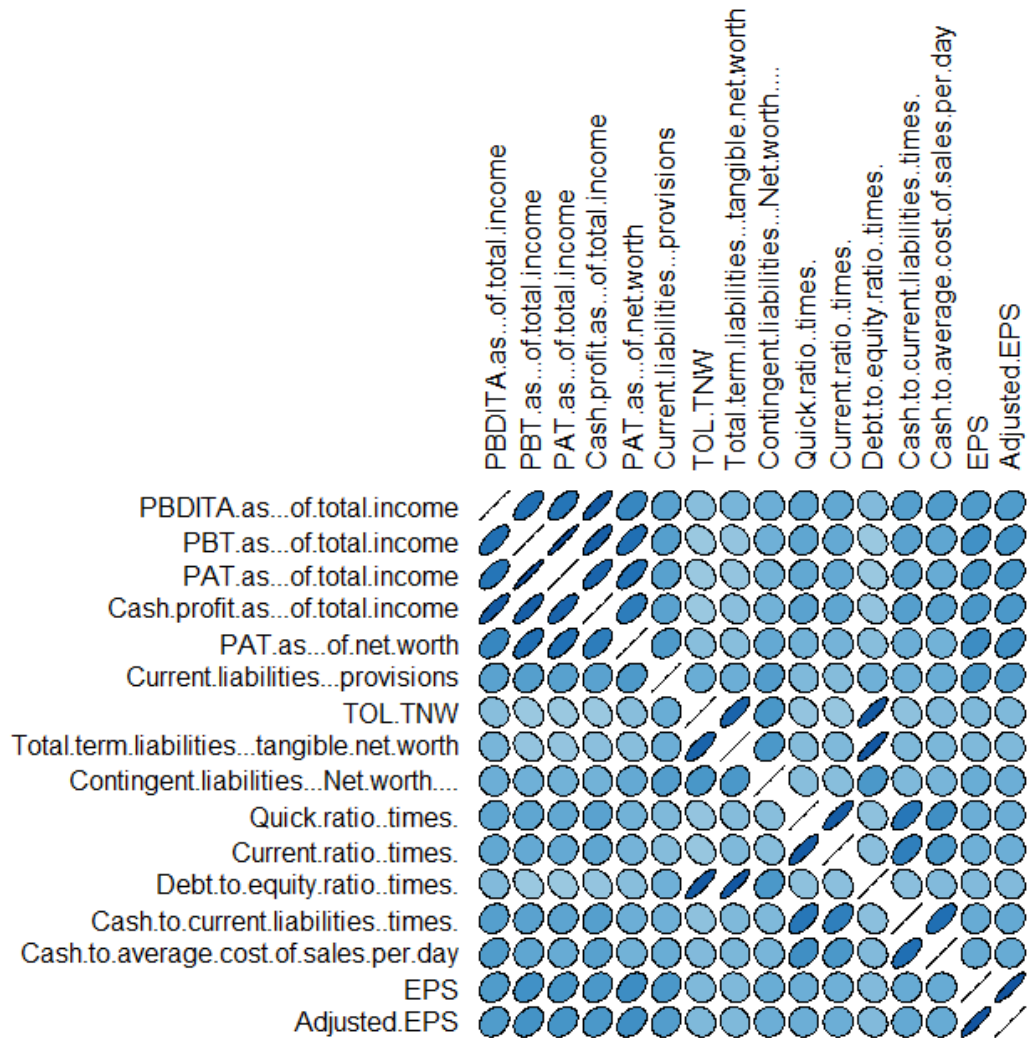 PBDITA.as...of.total.income
PBT.as...of.total.income
PAT.as...of.total.income
Cash.profit.as...of.total.income
PAT.as...of.net.worth
Current.liabilities...provisions
TOL.TNW
Total.term.liabilities...tangible.net.worth
Contingent.liabilities...Net.worth....
Quick.ratio..times.
Current.ratio..times.
Debt.to.equity.ratio..times.
Cash.to.current.liabilities..times.
Cash.to.average.cost.of.sales.per.day
EPS
Adjusted.EPS
PBDITA.as...of.total.income
PBT.as...of.total.income
PAT.as...of.total.income
Cash.profit.as...of.total.income
PAT.as...of.net.worth
Current.liabilities...provisions
TOL.TNW
Total.term.liabilities...tangible.net.worth
Contingent.liabilities...Net.worth....
Quick.ratio..times.
Current.ratio..times.
Debt.to.equity.ratio..times.
Cash.to.current.liabilities..times.
Cash.to.average.cost.of.sales.per.day
EPS
Adjusted.EPS